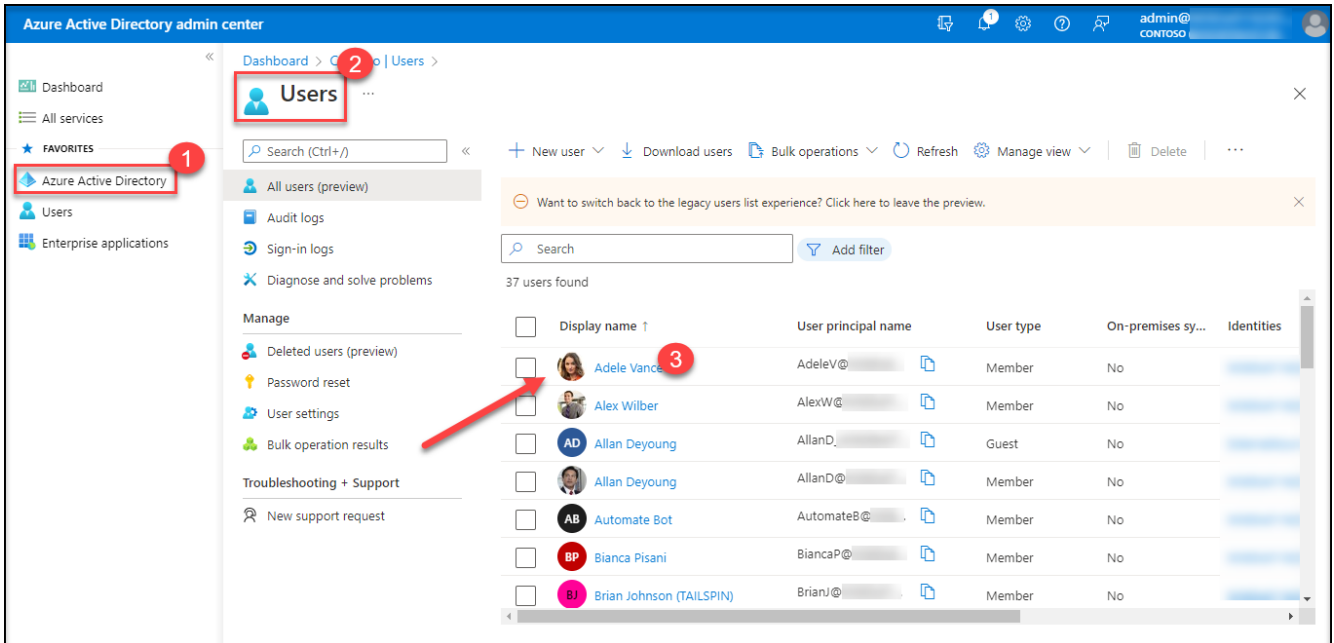 Azure Active Directory admin center
1
admin@
CONTOSO
«
Dashboard
All services
FAVORITES
1
Azure Active Directory
Users
Enterprise applications
Dashboard > C o | Users >
2
Users ...
Search (Ctrl+/) «
All users (preview)
Audit logs
Sign-in logs
Diagnose and solve problems
Manage
Deleted users (preview)
Password reset
User settings
Bulk operation results
Troubleshooting + Support
New support request
New user Download users Bulk operations Refresh Manage view Delete ...
Want to switch back to the legacy users list experience? Click here to leave the preview.
Search Add filter
37 users found
Display name ↑ User principal name User type On-premises sy... Identities
Adele Vance 3 AdeleV@ Member No
Alex Wilber AlexW@ Member No
AD Allan Deyoung AllanD_ Guest No
Allan Deyoung AllanD@ Member No
AB Automate Bot AutomateB@ Member No
BP Bianca Pisani BiancaP@ Member No
BJ Brian Johnson (TAILSPIN) BrianJ@ Member No